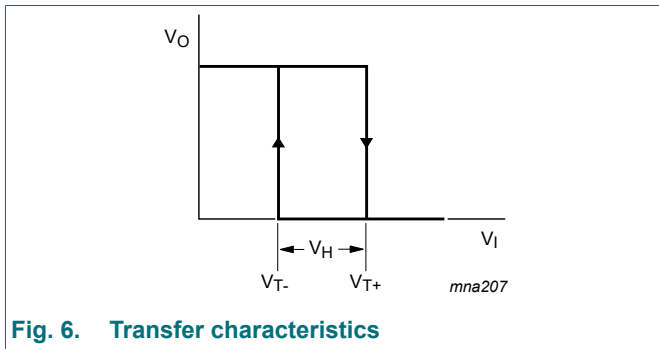 VO
VH
VI
VT-
VT+
mna207
Fig. 6. Transfer characteristics